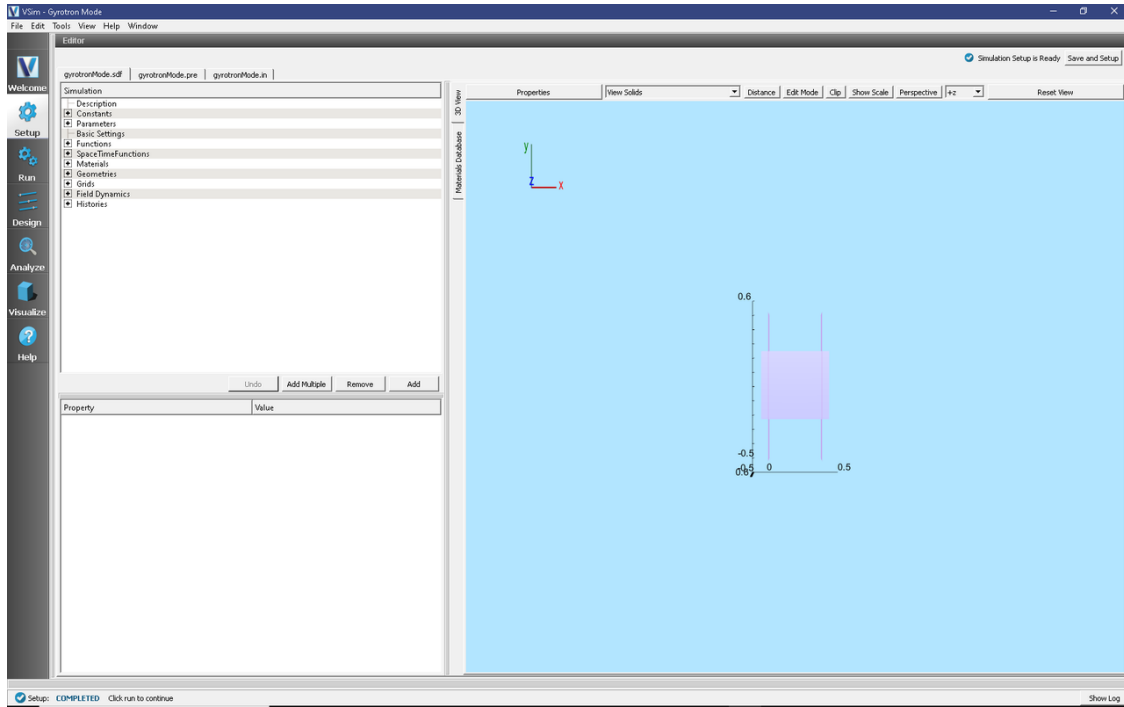 VSim - Gyrotron Mode
File Edit Tools View Help Window
Editor
Simulation Setup is Ready Save and Setup
gyrotronMode.sdf gyrotronMode.pre gyrotronMode.in
Welcome
Setup
Run
Design
Analyze
Visualize
Help
Simulation
Description
Constants
Parameters
Basic Settings
Functions
SpaceTimeFunctions
Materials
Geometries
Grids
Field Dynamics
Histories
Undo Add Multiple Remove Add
Property Value
3D View
Materials Database
Properties View Solids Distance Edit Mode Clip Show Scale Perspective +z Reset View
y
z x
0.6
-0.5
0 0.5
Setup: COMPLETED Click run to continue
Show Log